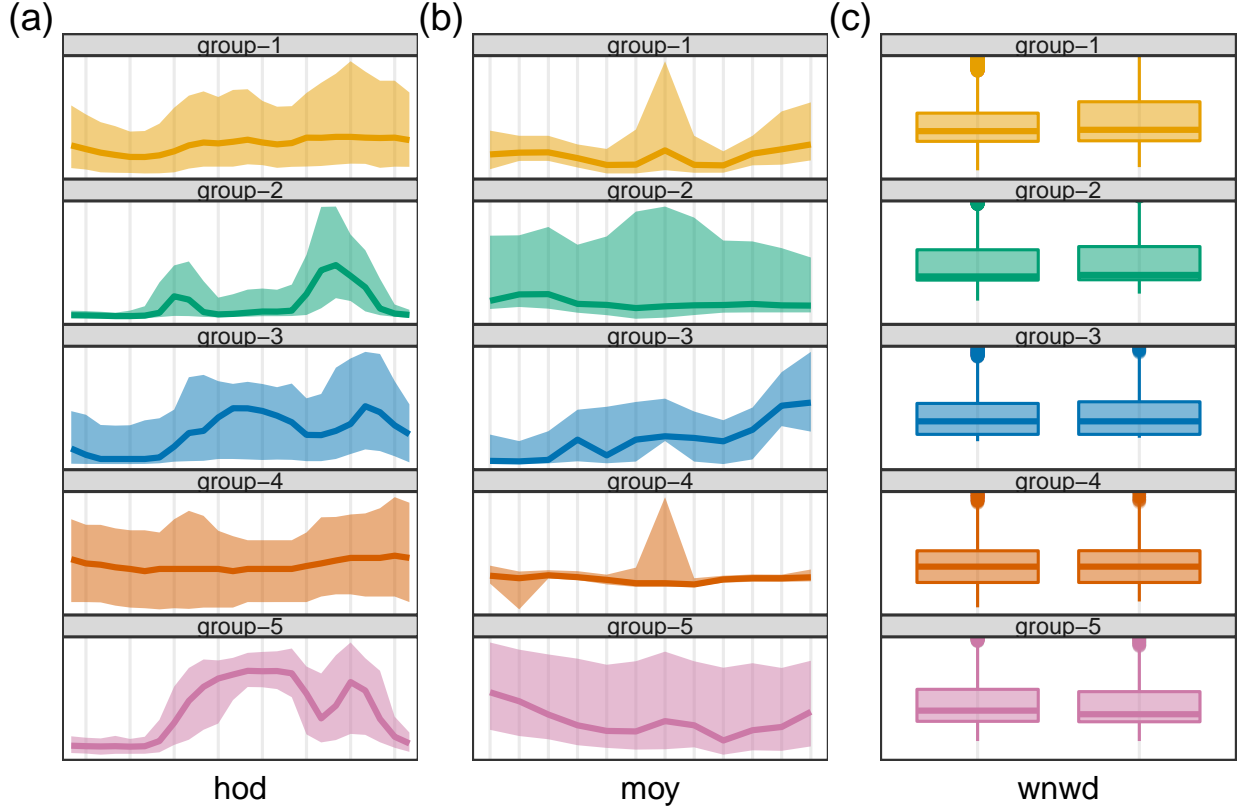 (a)
group−1
group−2
group−3
group−4
group−5
hod
(b)
group−1
group−2
group−3
group−4
group−5
moy
(c)
group−1
group−2
group−3
group−4
group−5
wnwd